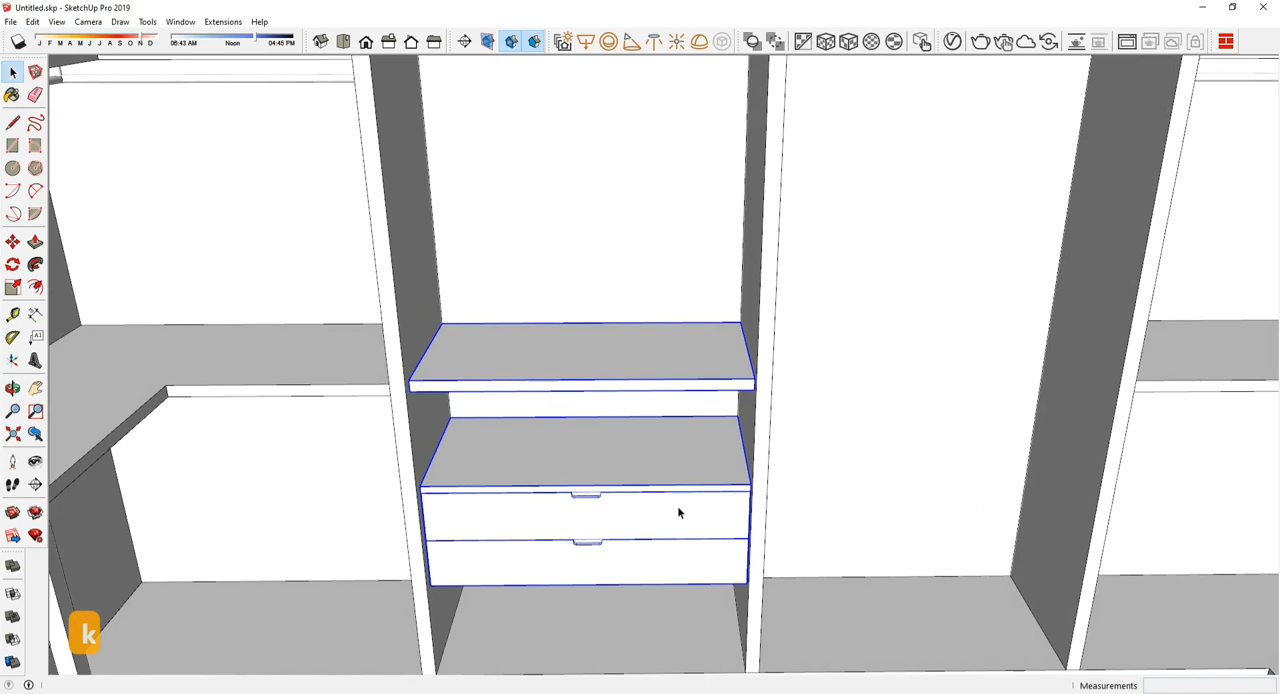 Untitled.skp - SketchUp Pro 2019
File Edit View Camera Draw Tools Window Extensions Help
J F M A M J J A S O N D
06:43 AM Noon 04:45 PM
AI
k
Measurements